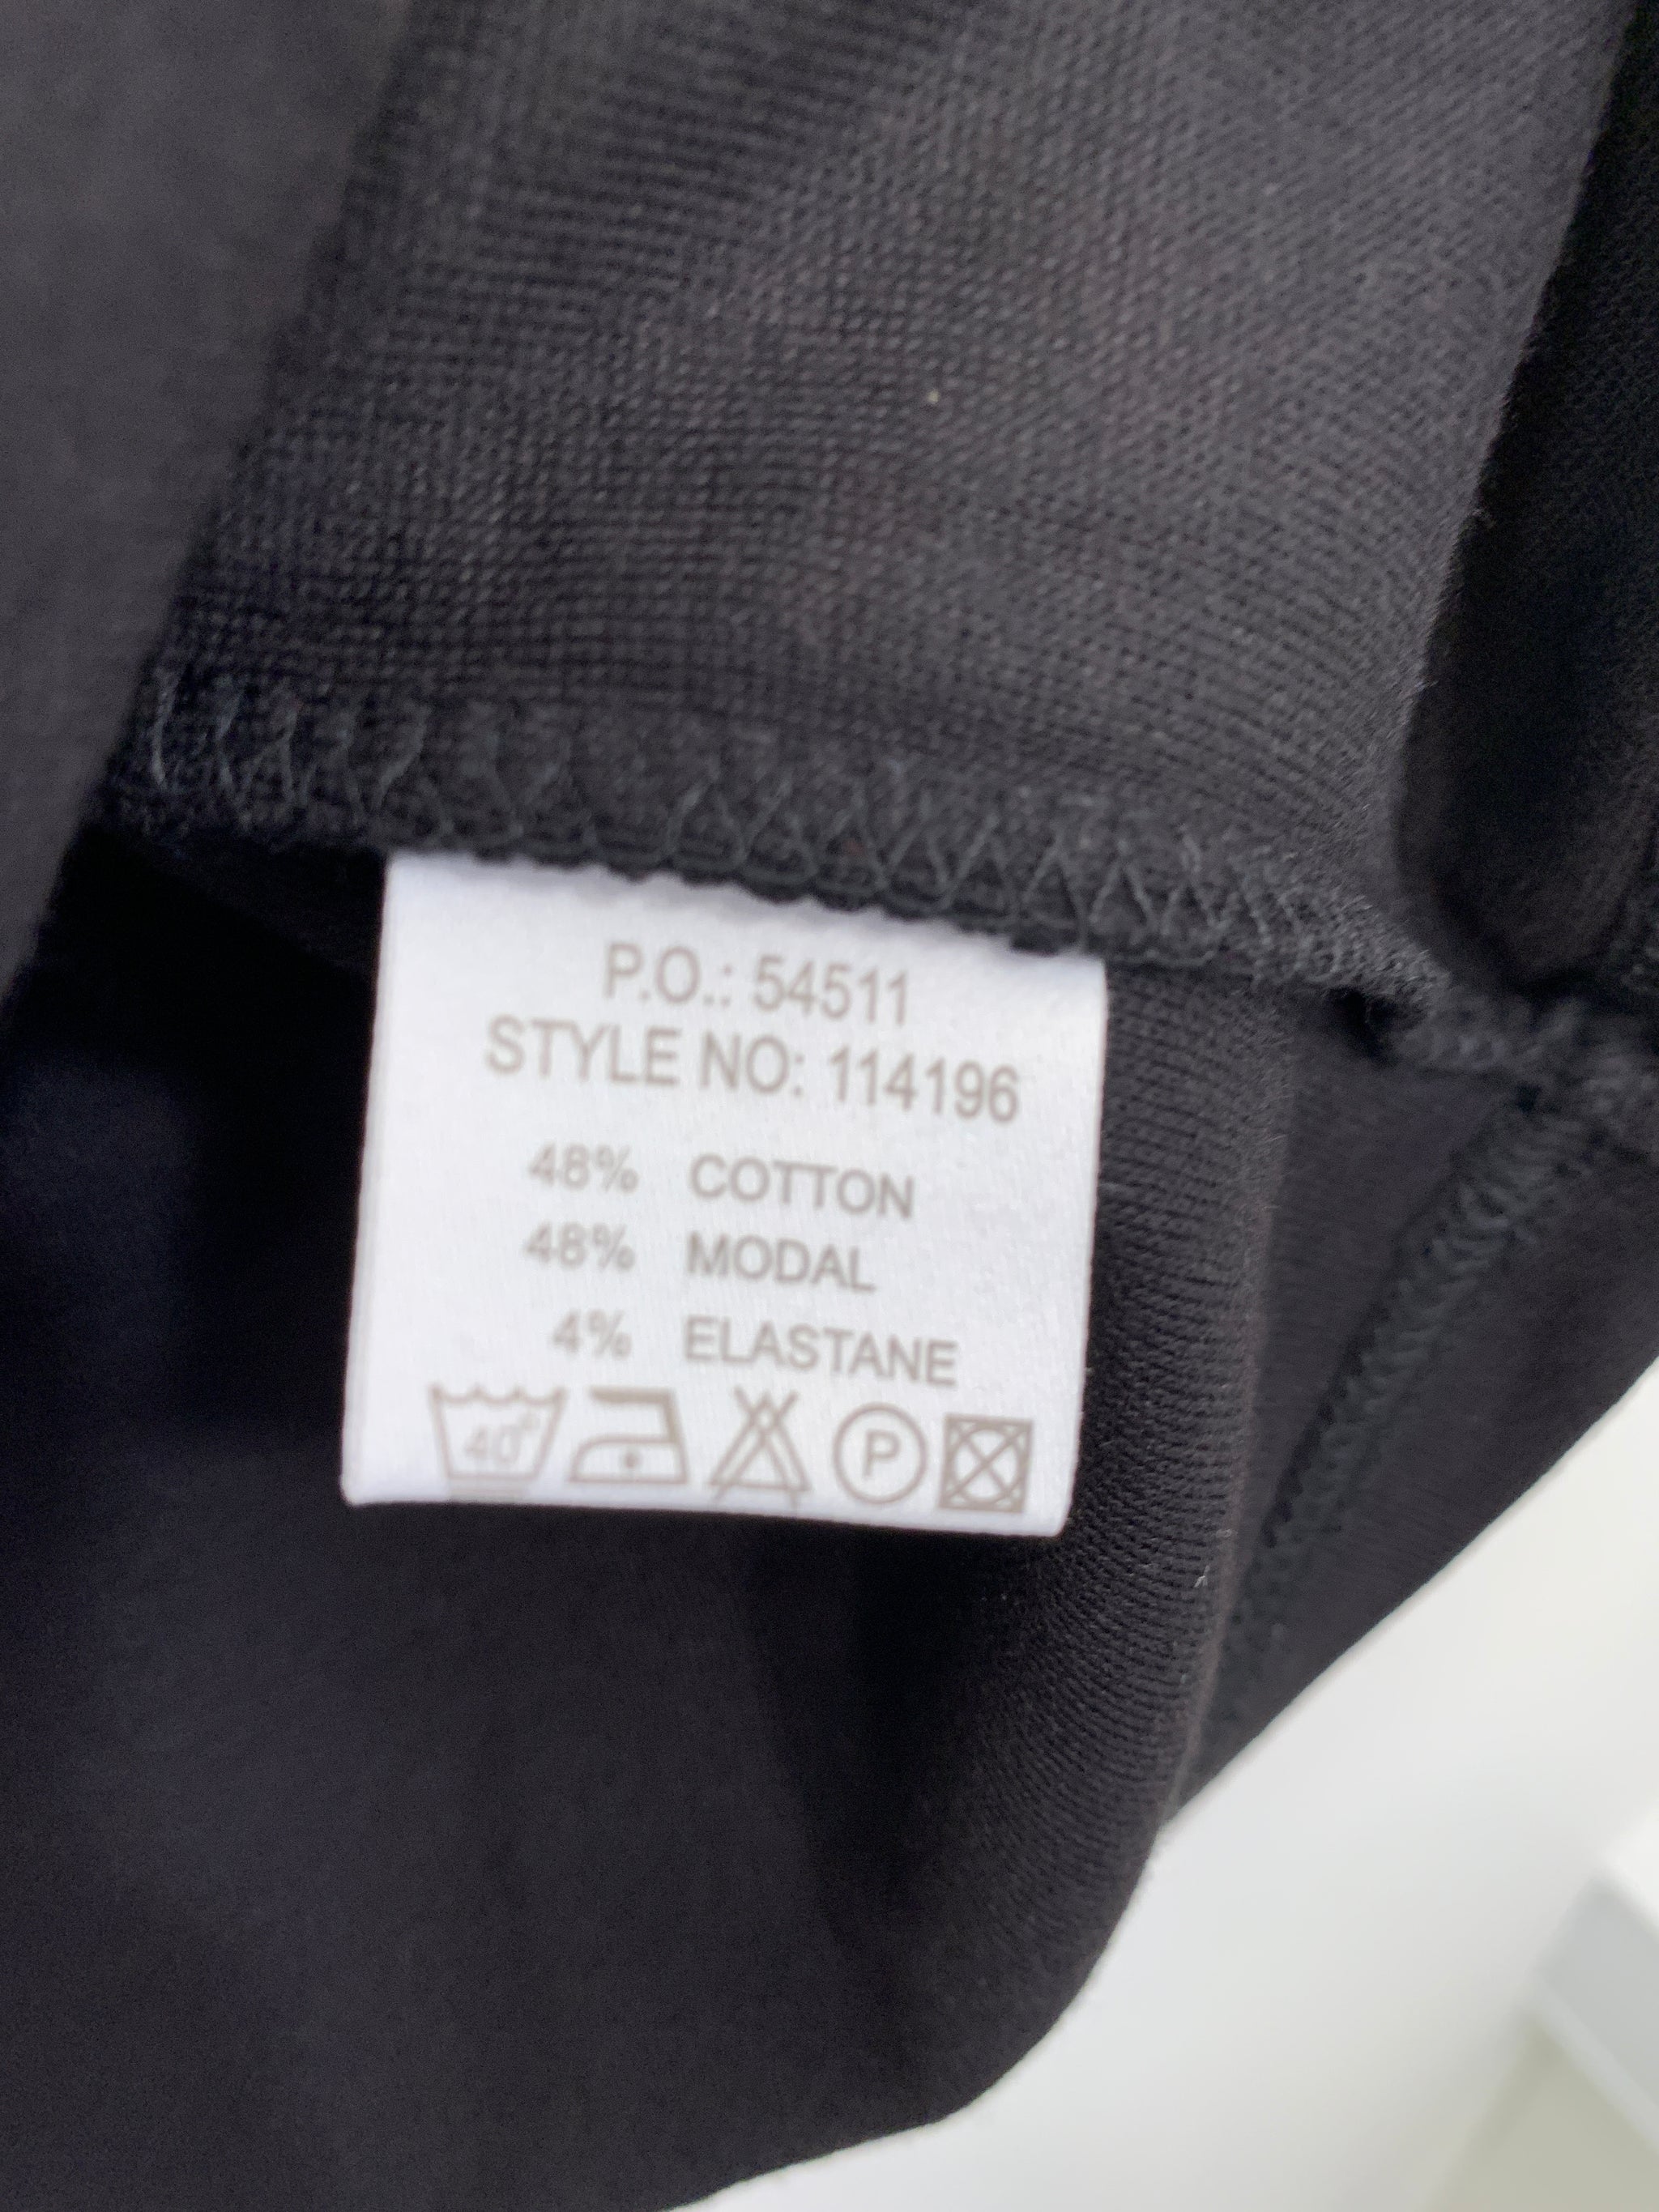 P.O.: 54511
STYLE NO: 114196
48% COTTON
48% MODAL
4% ELASTANE
40° P